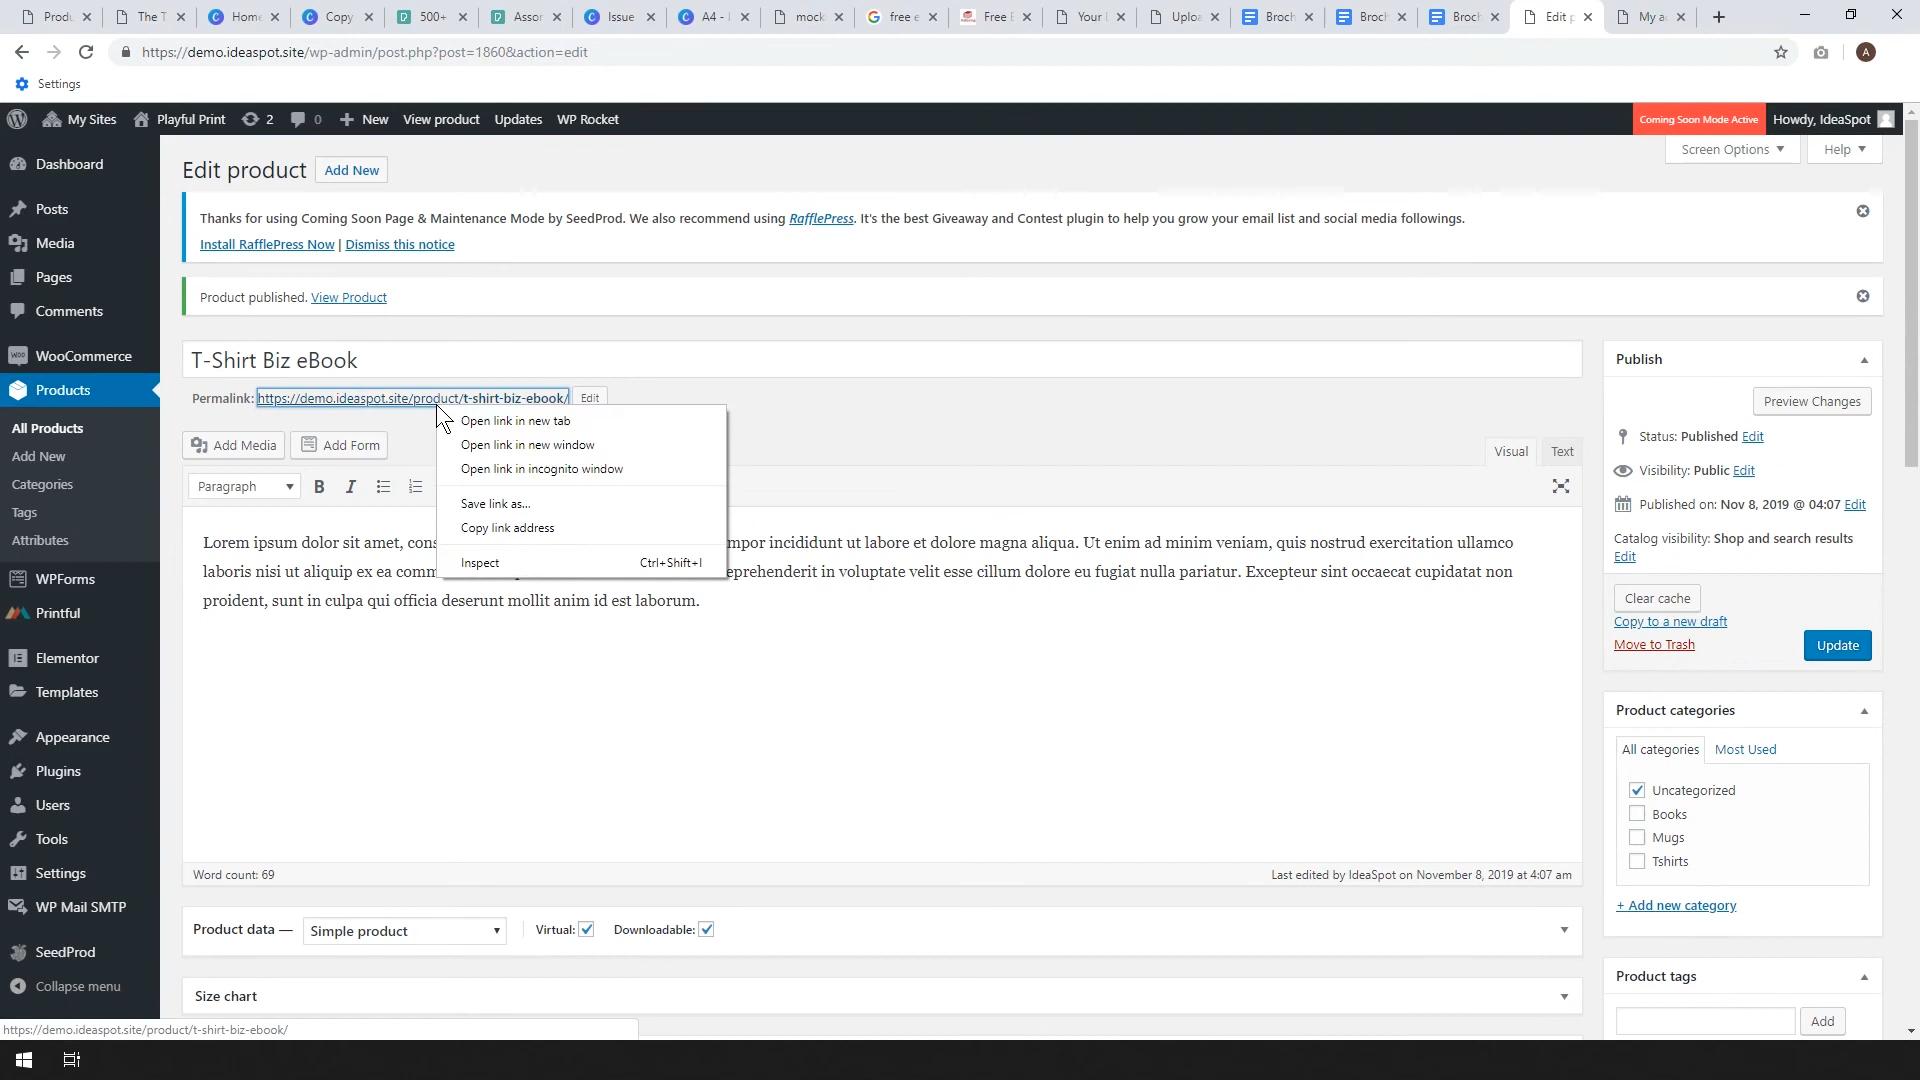 Produ
The T
Home
Copy
500+
Assor
Issue
A4 -
mock
free e
Free E
Your
Uploa
Broch
Broch
Broch
Edit p
My a
https://demo.ideaspot.site/wp-admin/post.php?post=1860&action=edit
A
Settings
My Sites
Playful Print
2
0
New
View product
Updates
WP Rocket
Coming Soon Mode Active
Howdy, IdeaSpot
Screen Options
Help
Dashboard
Posts
Media
Pages
Comments
WooCommerce
Products
All Products
Add New
Categories
Tags
Attributes
WPForms
Printful
Elementor
Templates
Appearance
Plugins
Users
Tools
Settings
WP Mail SMTP
SeedProd
Collapse menu
Edit product
Add New
Thanks for using Coming Soon Page & Maintenance Mode by SeedProd. We also recommend using RafflePress. It's the best Giveaway and Contest plugin to help you grow your email list and social media followings.
Install RafflePress Now | Dismiss this notice
Product published. View Product
T-Shirt Biz eBook
Permalink: https://demo.ideaspot.site/product/t-shirt-biz-ebook/
Edit
Open link in new tab
Open link in new window
Open link in incognito window
Save link as...
Copy link address
Inspect Ctrl+Shift+I
Add Media
Add Form
Visual
Text
Paragraph
B
I
Lorem ipsum dolor sit amet, cons mpor incididunt ut labore et dolore magna aliqua. Ut enim ad minim veniam, quis nostrud exercitation ullamco
laboris nisi ut aliquip ex ea comm eprehenderit in voluptate velit esse cillum dolore eu fugiat nulla pariatur. Excepteur sint occaecat cupidatat non
proident, sunt in culpa qui officia deserunt mollit anim id est laborum.
Word count: 69
Last edited by IdeaSpot on November 8, 2019 at 4:07 am
Product data —
Simple product
Virtual:
Downloadable:
Size chart
Publish
Preview Changes
Status: Published Edit
Visibility: Public Edit
Published on: Nov 8, 2019 @ 04:07 Edit
Catalog visibility: Shop and search results
Edit
Clear cache
Copy to a new draft
Move to Trash
Update
Product categories
All categories
Most Used
Uncategorized
Books
Mugs
Tshirts
+ Add new category
Product tags
Add
https://demo.ideaspot.site/product/t-shirt-biz-ebook/